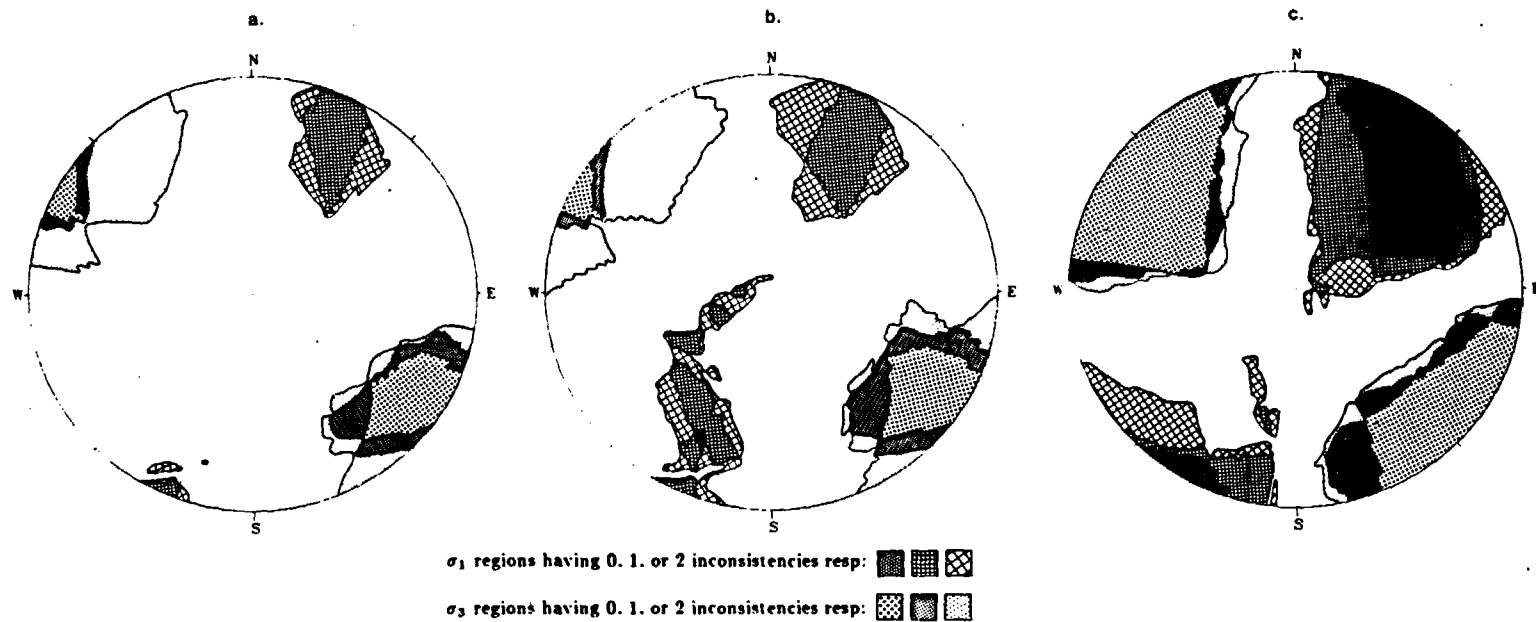 a.
b.
c.
N
N
N
W
E
W
E
W
E
S
S
S
σ1 regions having 0. 1. or 2 inconsistencies resp:
σ3 regions having 0. 1. or 2 inconsistencies resp: